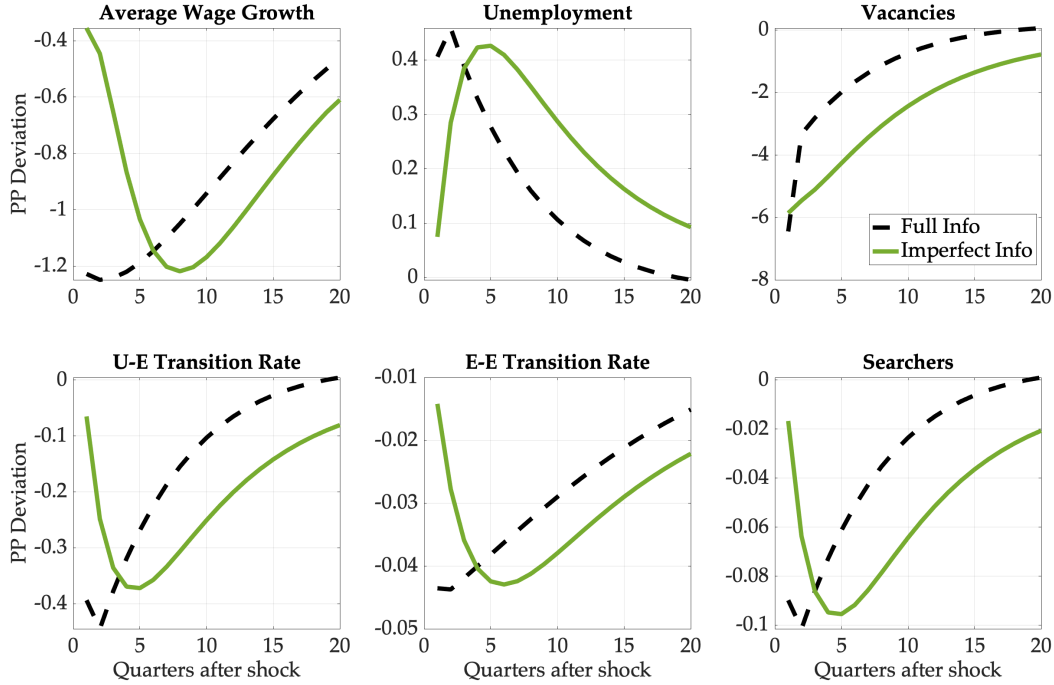 Average Wage Growth
PP Deviation
-0.4
-0.6
-0.8
-1
-1.2
0 5 10 15 20
Unemployment
0.4
0.3
0.2
0.1
0
0 5 10 15 20
Vacancies
0
-2
-4
-6
-8
0 5 10 15 20
Full Info
Imperfect Info
U-E Transition Rate
PP Deviation
0
-0.1
-0.2
-0.3
-0.4
0 5 10 15 20
Quarters after shock
E-E Transition Rate
-0.01
-0.02
-0.03
-0.04
-0.05
0 5 10 15 20
Quarters after shock
Searchers
0
-0.02
-0.04
-0.06
-0.08
-0.1
0 5 10 15 20
Quarters after shock